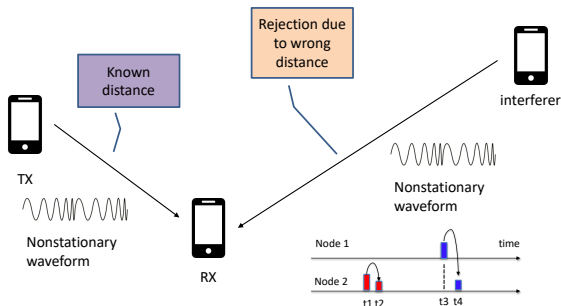 Rejection due
to wrong
distance
Known
distance
interferer
TX
Nonstationary
waveform
Nonstationary
waveform
RX
Node 1
time
Node 2
t1 t2
t3
t4